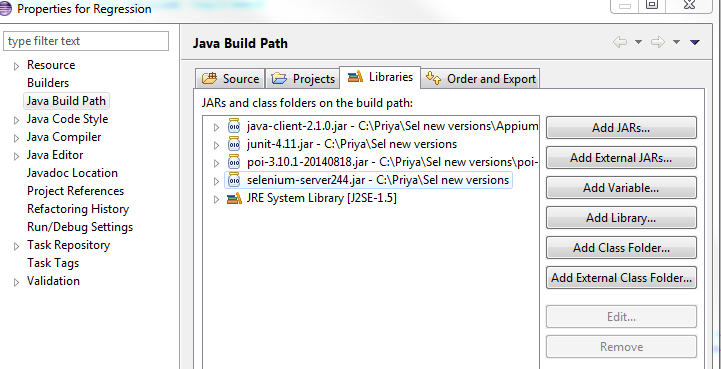 Properties for Regression
type filter text
Resource
Builders
Java Build Path
Java Code Style
Java Compiler
Java Editor
Javadoc Location
Project References
Refactoring History
Run/Debug Settings
Task Repository
Task Tags
Validation
Java Build Path
Source Projects Libraries Order and Export
JARs and class folders on the build path:
java-client-2.1.0.jar - C:\Priya\Sel new versions\Appium
junit-4.11.jar - C:\Priya\Sel new versions
poi-3.10.1-20140818.jar - C:\Priya\Sel new versions\poi-
selenium-server244.jar - C:\Priya\Sel new versions
JRE System Library [J2SE-1.5]
Add JARs...
Add External JARs...
Add Variable...
Add Library...
Add Class Folder...
Add External Class Folder...
Edit...
Remove